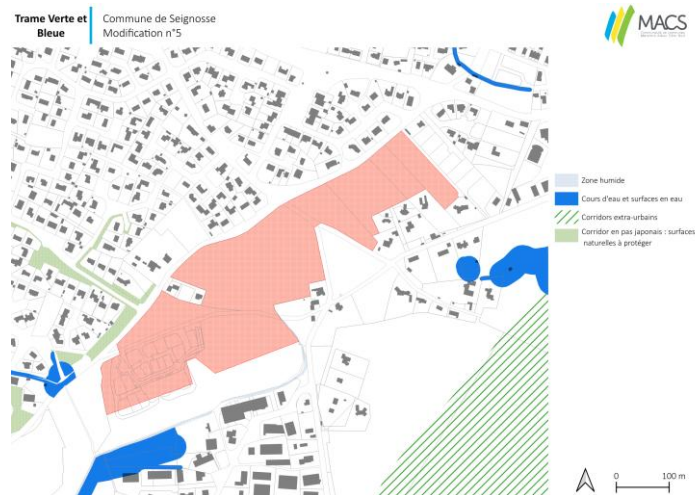 Trame Verte et
Bleue
Commune de Seignosse
Modification n°5
MACS
Zone humide
Cours d'eau et surfaces en eau
Corridors extra-urbains
Corridor en pas japonais : surfaces
naturelles à protéger
0 100 m